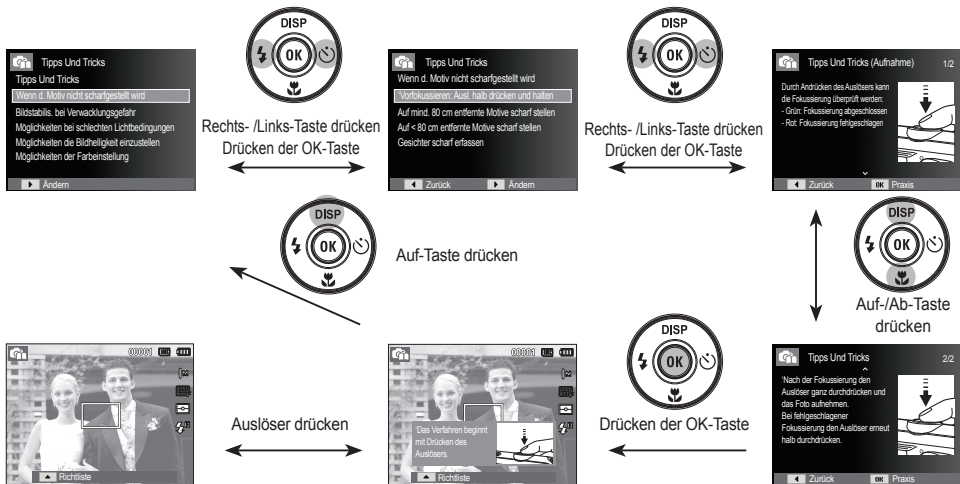 DISP
OK
Rechts- /Links-Taste drücken
Drücken der OK-Taste
DISP
OK
Rechts- /Links-Taste drücken
Drücken der OK-Taste
Tipps Und Tricks
Tipps Und Tricks
Wenn d. Motiv nicht scharfgestellt wird
Bildstabilis. bei Verwacklungsgefahr
Möglichkeiten bei schlechten Lichtbedingungen
Möglichkeiten die Bildhelligkeit einzustellen
Möglichkeiten der Farbeinstellung
Ändern
Tipps Und Tricks
Wenn d. Motiv nicht scharfgestellt wird
'Vorfokussieren: Ausl. halb drücken und halten
Auf mind. 80 cm entfernte Motive scharf stellen
Auf < 80 cm entfernte Motive scharf stellen
Gesichter scharf erfassen
Zurück Ändern
Tipps Und Tricks (Aufnahme) 1/2
Durch Andrücken des Auslösers kann
die Fokussierung überprüft werden:
- Grün: Fokussierung abgeschlossen
- Rot: Fokussierung fehlgeschlagen
Zurück OK Praxis
DISP
OK
Auf-Taste drücken
DISP
OK
Auf-/Ab-Taste
drücken
00001
Richtliste
Auslöser drücken
00001
'Das Verfahren beginnt
mit Drücken des
Auslösers.
Richtliste
DISP
OK
Drücken der OK-Taste
Tipps Und Tricks 2/2
'Nach der Fokussierung den
Auslöser ganz durchdrücken und
das Foto aufnehmen.
Bei fehlgeschlagener
Fokussierung den Auslöser erneut
halb durchdrücken.
Zurück OK Praxis